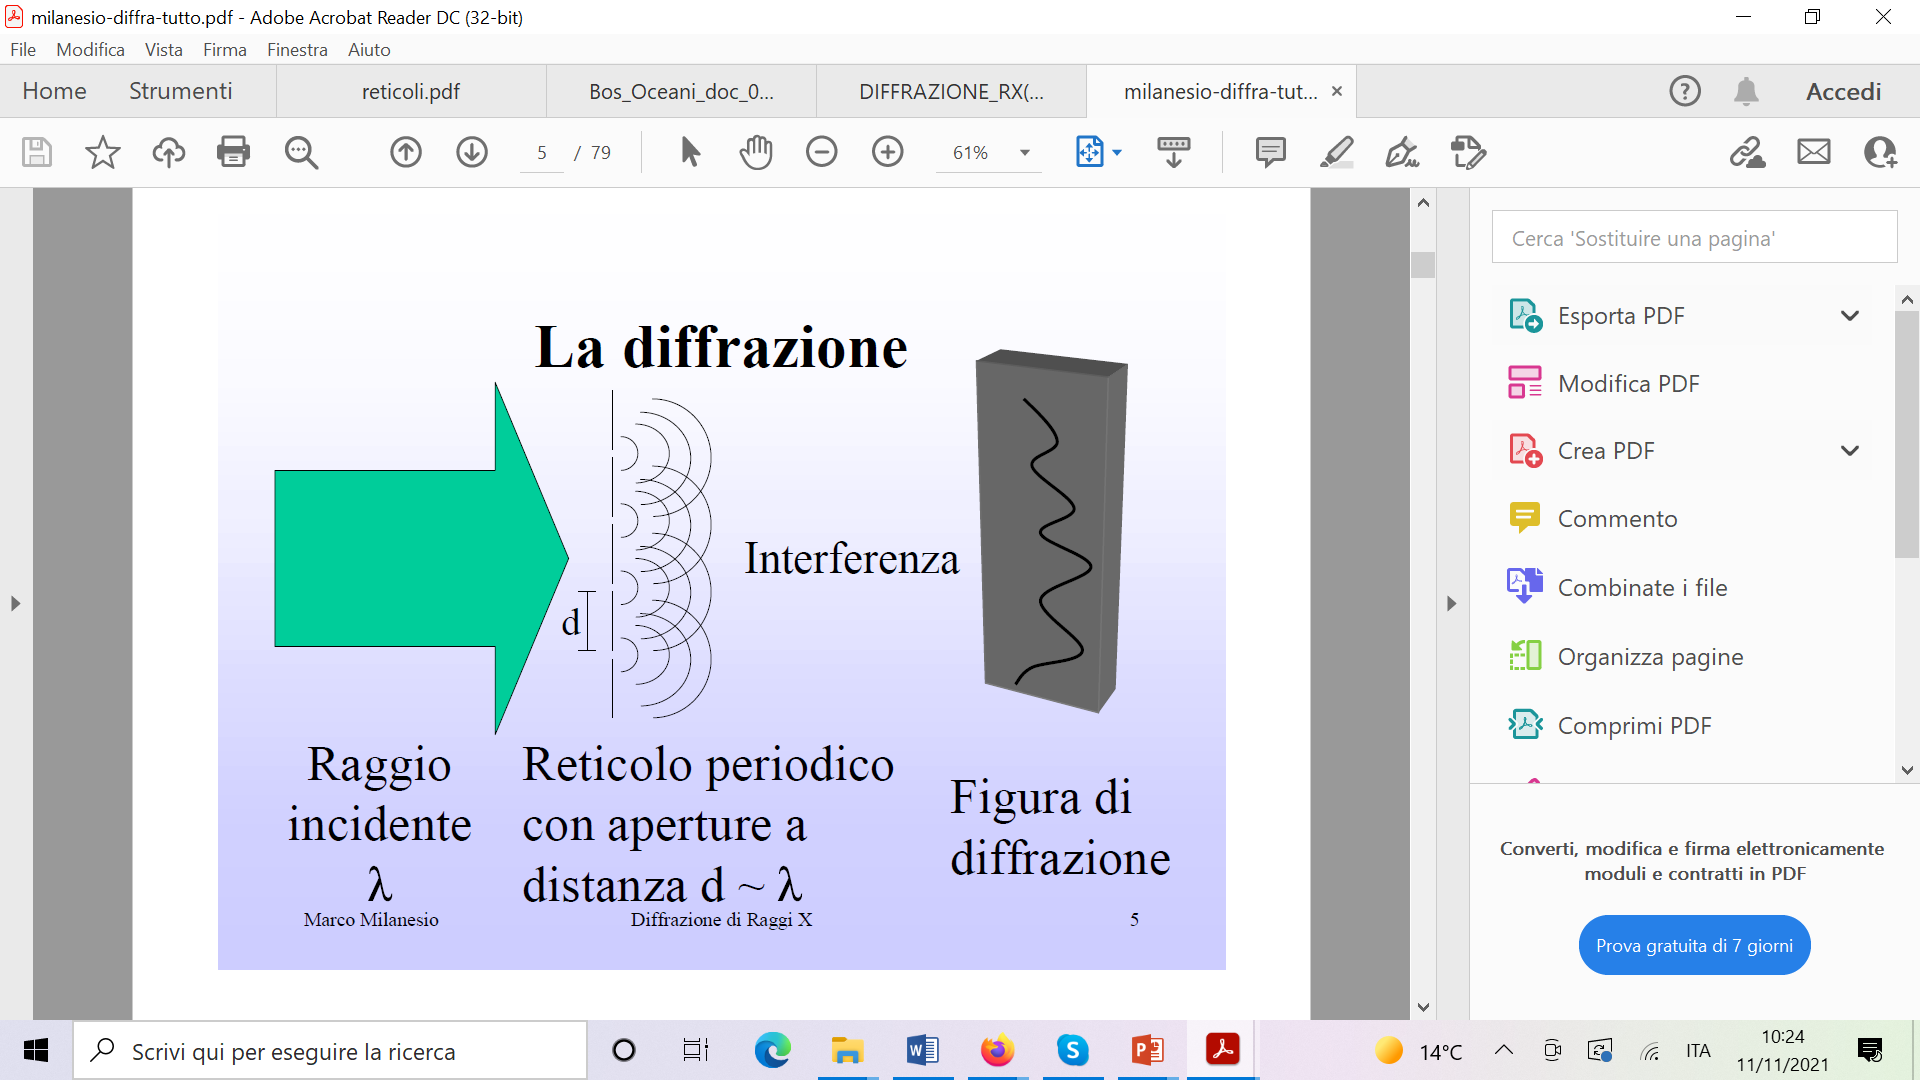 milanesio-diffra-tutto.pdf - Adobe Acrobat Reader DC (32-bit)
File Modifica Vista Firma Finestra Aiuto
Home Strumenti reticoli.pdf Bos_Oceani_doc_0... DIFFRAZIONE_RX(... milanesio-diffra-tut... Accedi
5 / 79 61%
La diffrazione
Interferenza
d
Raggio
incidente
λ
Reticolo periodico
con aperture a
distanza d ~ λ
Figura di
diffrazione
Marco Milanesio Diffrazione di Raggi X 5
Cerca 'Sostituire una pagina'
Esporta PDF
Modifica PDF
Crea PDF
Commento
Combinate i file
Organizza pagine
Comprimi PDF
Converti, modifica e firma elettronicamente
moduli e contratti in PDF
Prova gratuita di 7 giorni
Scrivi qui per eseguire la ricerca
14°C ITA
10:24
11/11/2021